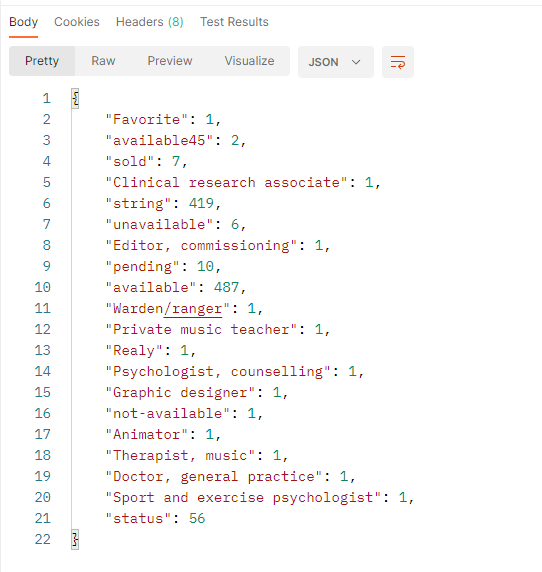 Body Cookies Headers (8) Test Results
Pretty Raw Preview Visualize JSON
1 {
2 "Favorite": 1,
3 "available45": 2,
4 "sold": 7,
5 "Clinical research associate": 1,
6 "string": 419,
7 "unavailable": 6,
8 "Editor, commissioning": 1,
9 "pending": 10,
10 "available": 487,
11 "Warden/ranger": 1,
12 "Private music teacher": 1,
13 "Realy": 1,
14 "Psychologist, counselling": 1,
15 "Graphic designer": 1,
16 "not-available": 1,
17 "Animator": 1,
18 "Therapist, music": 1,
19 "Doctor, general practice": 1,
20 "Sport and exercise psychologist": 1,
21 "status": 56
22 }